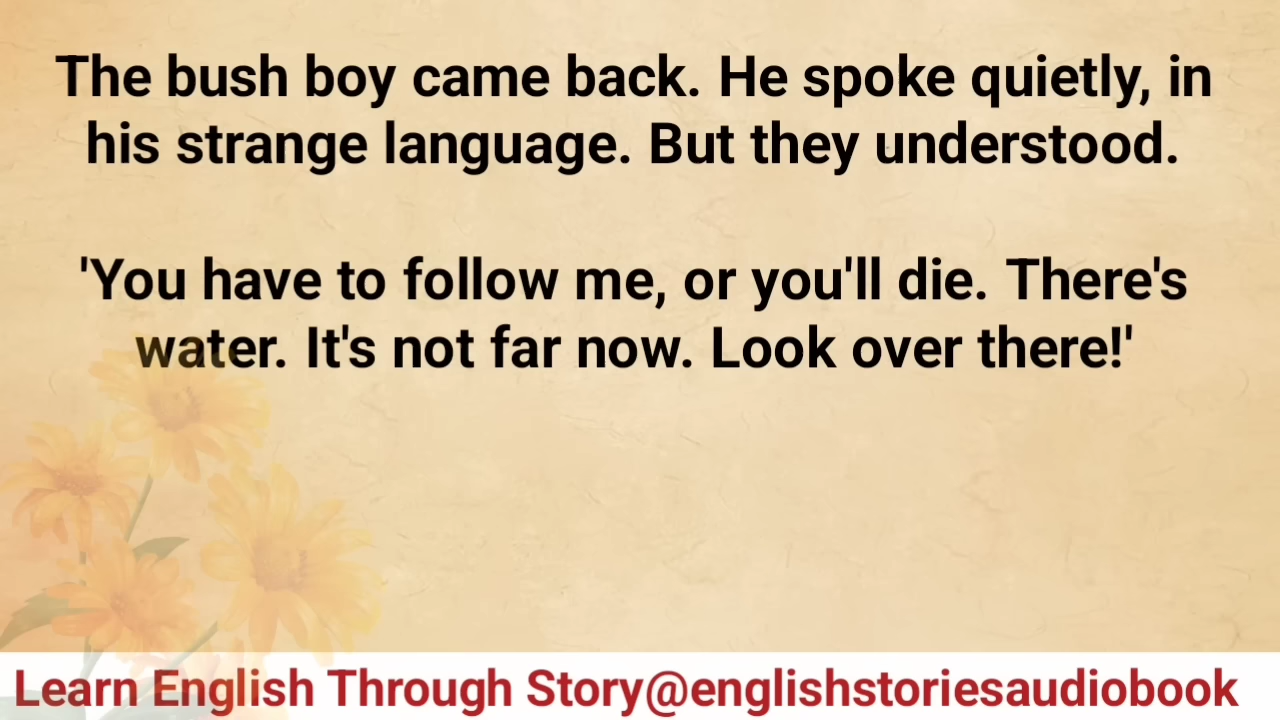 The bush boy came back. He spoke quietly, in
his strange language. But they understood.
'You have to follow me, or you'll die. There's
water. It's not far now. Look over there!'
Learn English Through Story@englishstoriesaudiobook